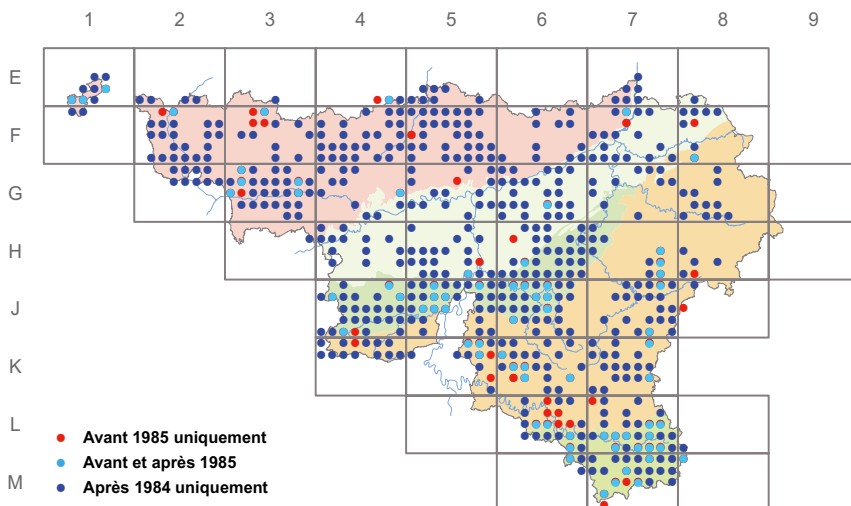 1 2 3 4 5 6 7 8 9
E
F
G
H
J
K
L
M
Avant 1985 uniquement
Avant et après 1985
Après 1984 uniquement